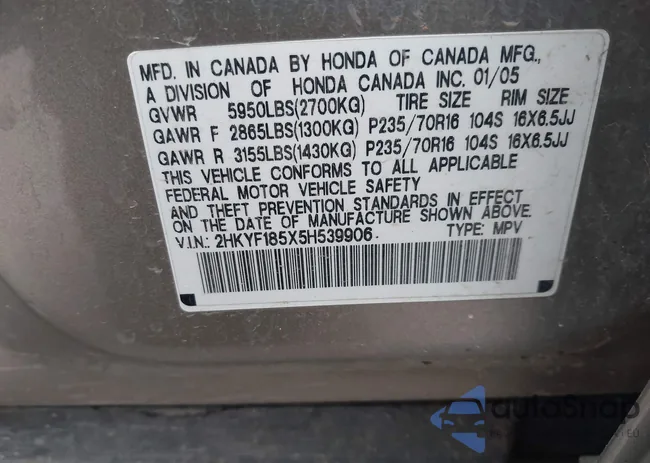 MFD. IN CANADA BY HONDA OF CANADA MFG.,
A DIVISION OF HONDA CANADA INC. 01/05
GVWR 5950LBS(2700KG) TIRE SIZE RIM SIZE
GAWR F 2865LBS(1300KG) P235/70R16 104S 16X6.5JJ
GAWR R 3155LBS(1430KG) P235/70R16 104S 16X6.5JJ
THIS VEHICLE CONFORMS TO ALL APPLICABLE
FEDERAL MOTOR VEHICLE SAFETY
AND THEFT PREVENTION STANDARDS IN EFFECT
ON THE DATE OF MANUFACTURE SHOWN ABOVE.
V.I.N.: 2HKYF185X5H539906 TYPE: MPV
autoSnap